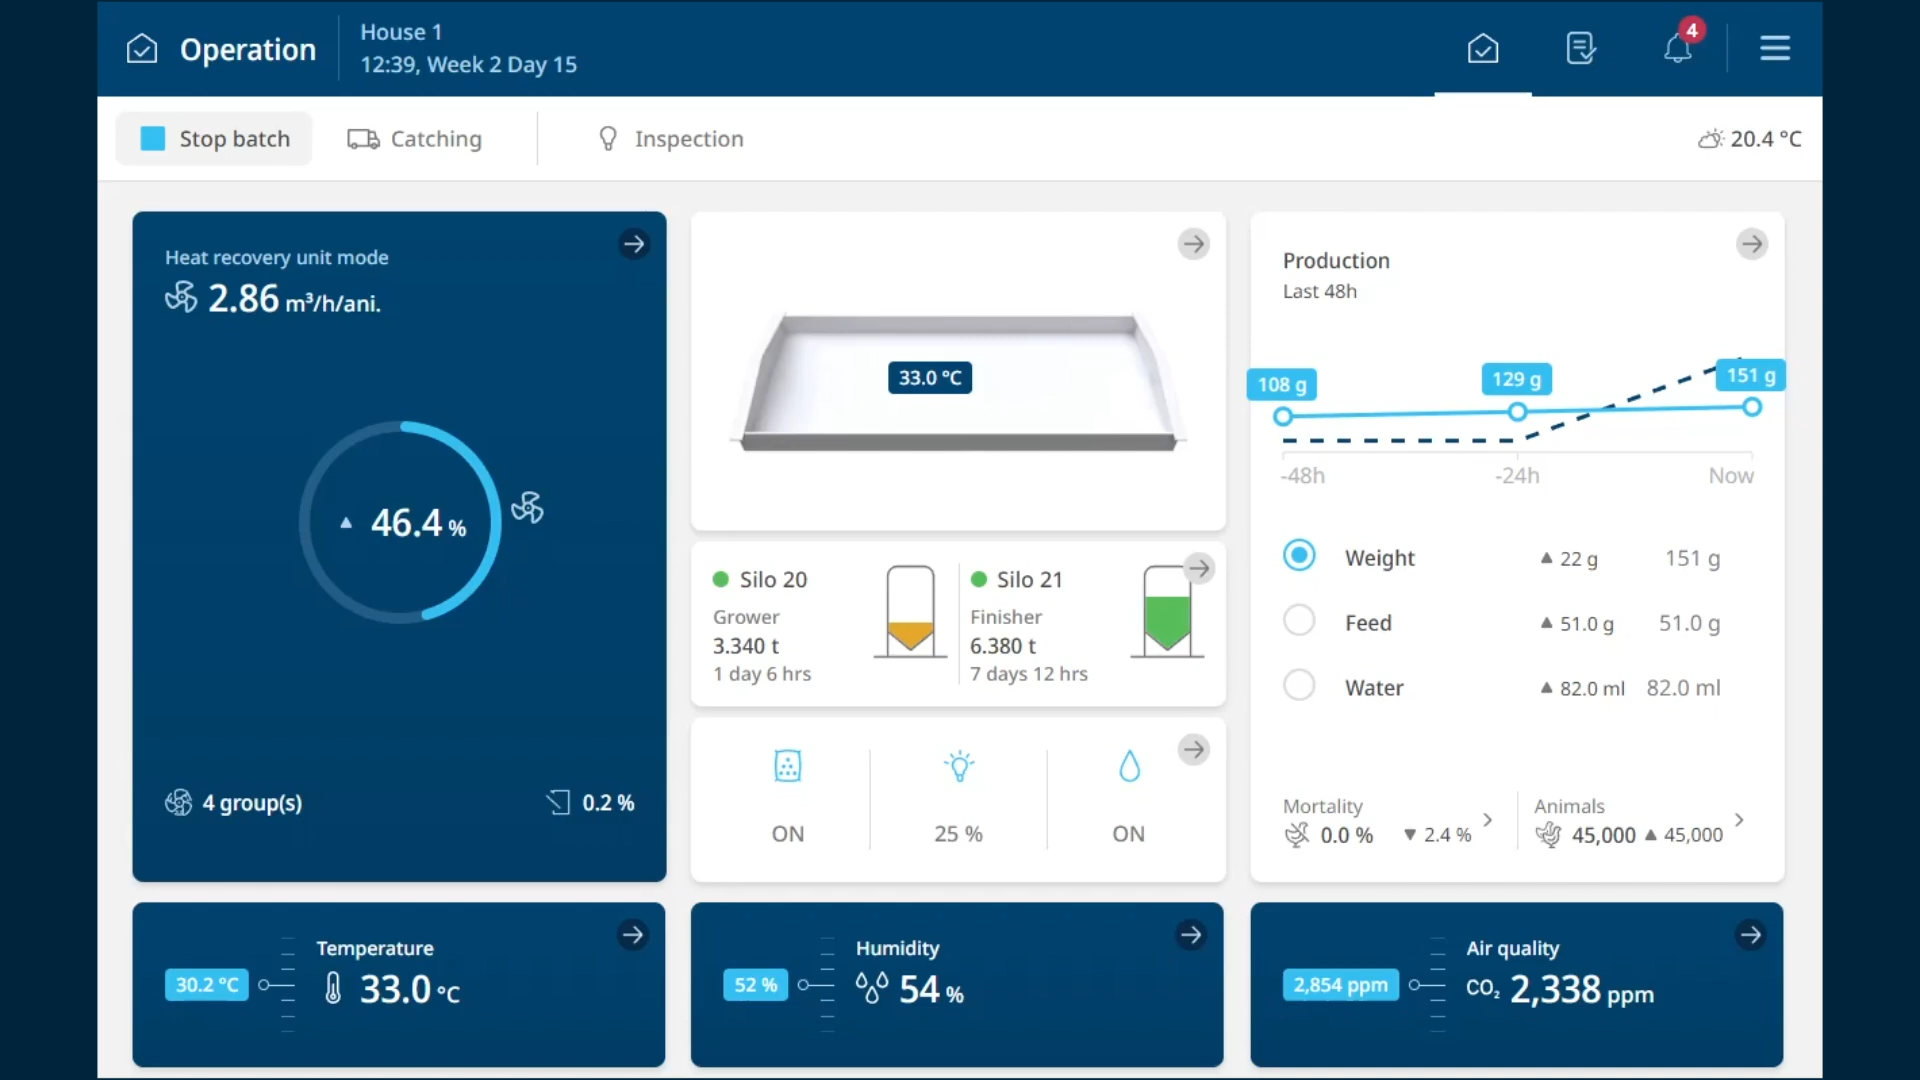 Operation
House 1
12:39, Week 2 Day 15
4
Stop batch
Catching
Inspection
20.4 °C
Heat recovery unit mode
2.86 m³/h/ani.
▲ 46.4 %
4 group(s)
0.2 %
33.0 °C
Silo 20
Grower
3.340 t
1 day 6 hrs
Silo 21
Finisher
6.380 t
7 days 12 hrs
ON
25 %
ON
Production
Last 48h
108 g
129 g
151 g
-48h
-24h
Now
Weight ▲ 22 g 151 g
Feed ▲ 51.0 g 51.0 g
Water ▲ 82.0 ml 82.0 ml
Mortality
0.0 % ▼ 2.4 %
Animals
45,000 ▲ 45,000
Temperature
30.2 °C
33.0 °C
Humidity
52 %
54 %
Air quality
2,854 ppm
CO₂ 2,338 ppm